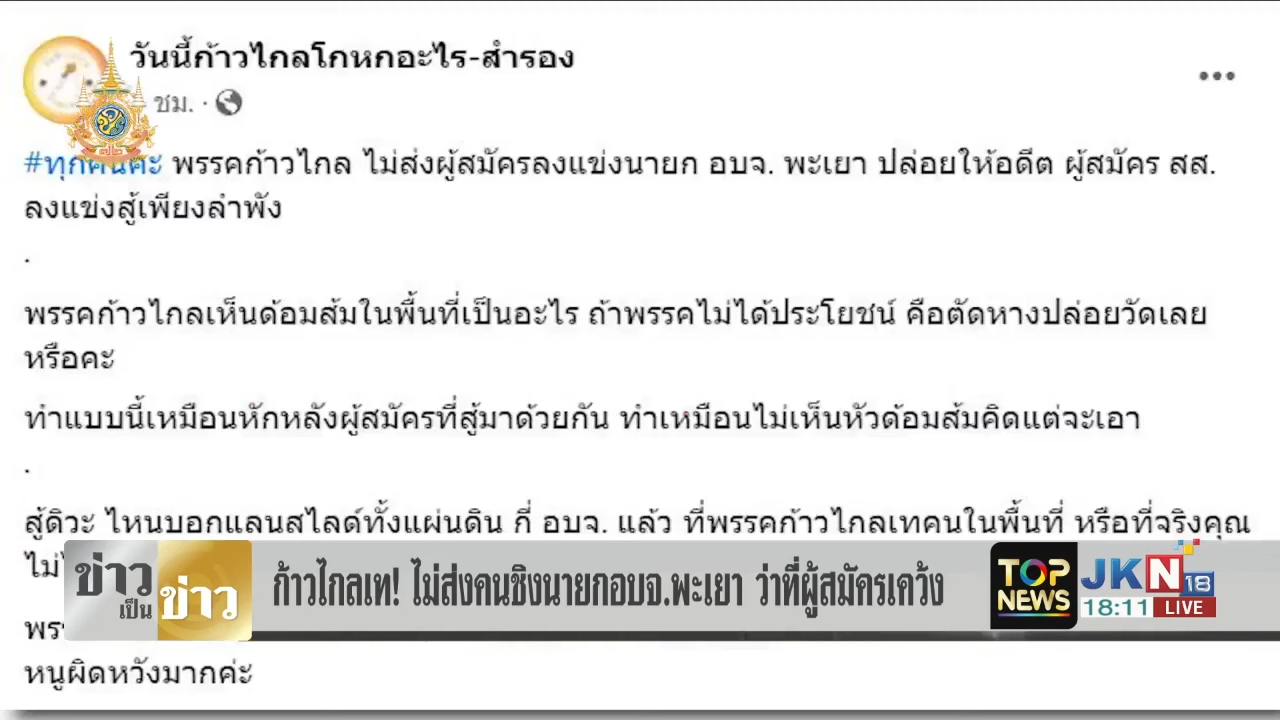 วันนี้ก้าวไกลโกหกอะไร-สำรอง
ชม. ·
#ทุกคนคะ พรรคก้าวไกล ไม่ส่งผู้สมัครลงแข่งนายก อบจ. พะเยา ปล่อยให้อดีต ผู้สมัคร สส.
ลงแข่งสู้เพียงลำพัง
.
พรรคก้าวไกลเห็นด้อมส้มในพื้นที่เป็นอะไร ถ้าพรรคไม่ได้ประโยชน์ คือตัดหางปล่อยวัดเลย
หรือคะ
ทำแบบนี้เหมือนหักหลังผู้สมัครที่สู้มาด้วยกัน ทำเหมือนไม่เห็นหัวด้อมส้มคิดแต่จะเอา
.
สู้ดิวะ ไหนบอกแลนสไลด์ทั้งแผ่นดิน กี่ อบจ. แล้ว ที่พรรคก้าวไกลเทคนในพื้นที่ หรือที่จริงคุณ
ไม่
ข่าว
เป็น
ข่าว
ก้าวไกลเท! ไม่ส่งคนชิงนายกอบจ.พะเยา ว่าที่ผู้สมัครเคว้ง
TOP
NEWS
JKN
18
18:11 LIVE
พร
หนูผิดหวังมากค่ะ